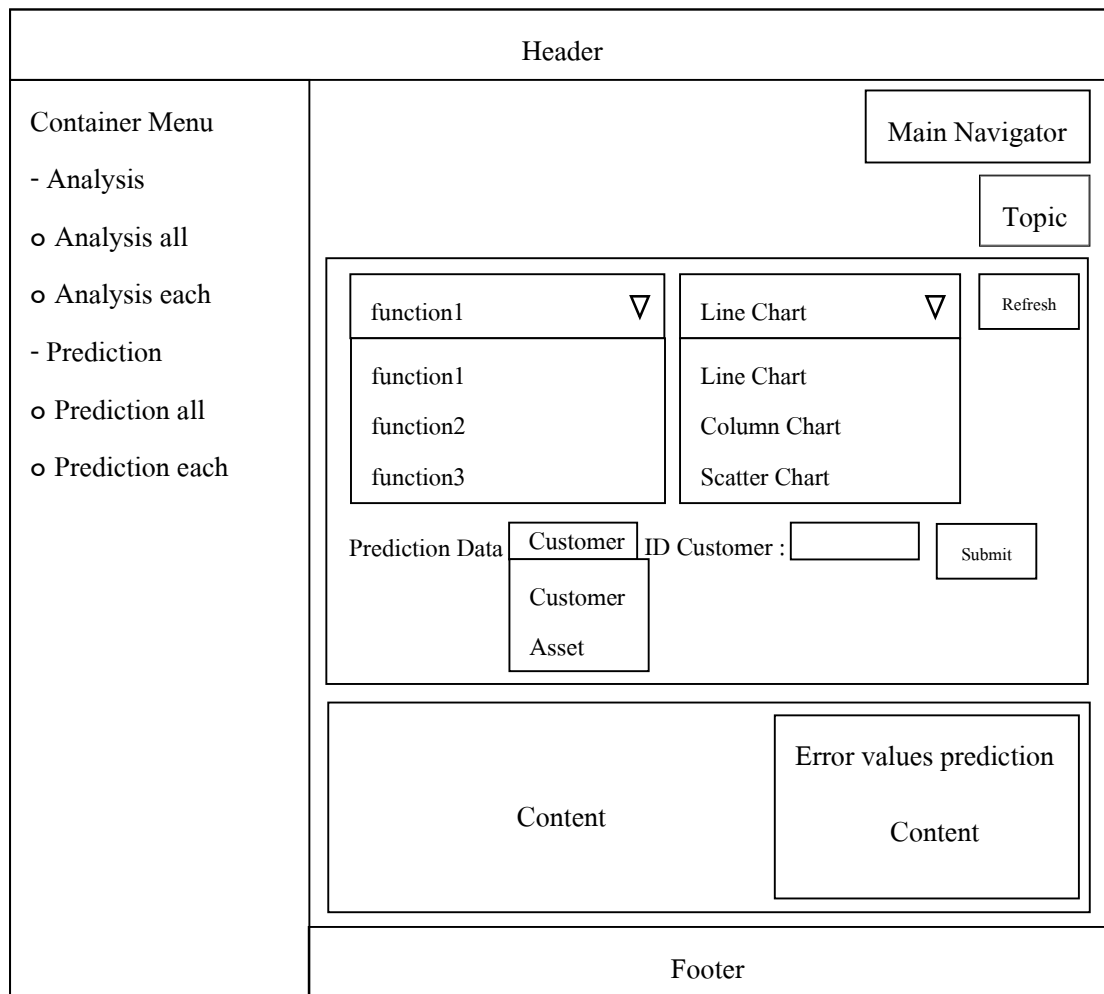 Header
Container Menu
- Analysis
o Analysis all
o Analysis each
- Prediction
o Prediction all
o Prediction each
Main Navigator
Topic
function1
function1
function2
function3
Line Chart
Line Chart
Column Chart
Scatter Chart
Refresh
Prediction Data Customer ID Customer : Submit
Customer
Asset
Content
Error values prediction
Content
Footer